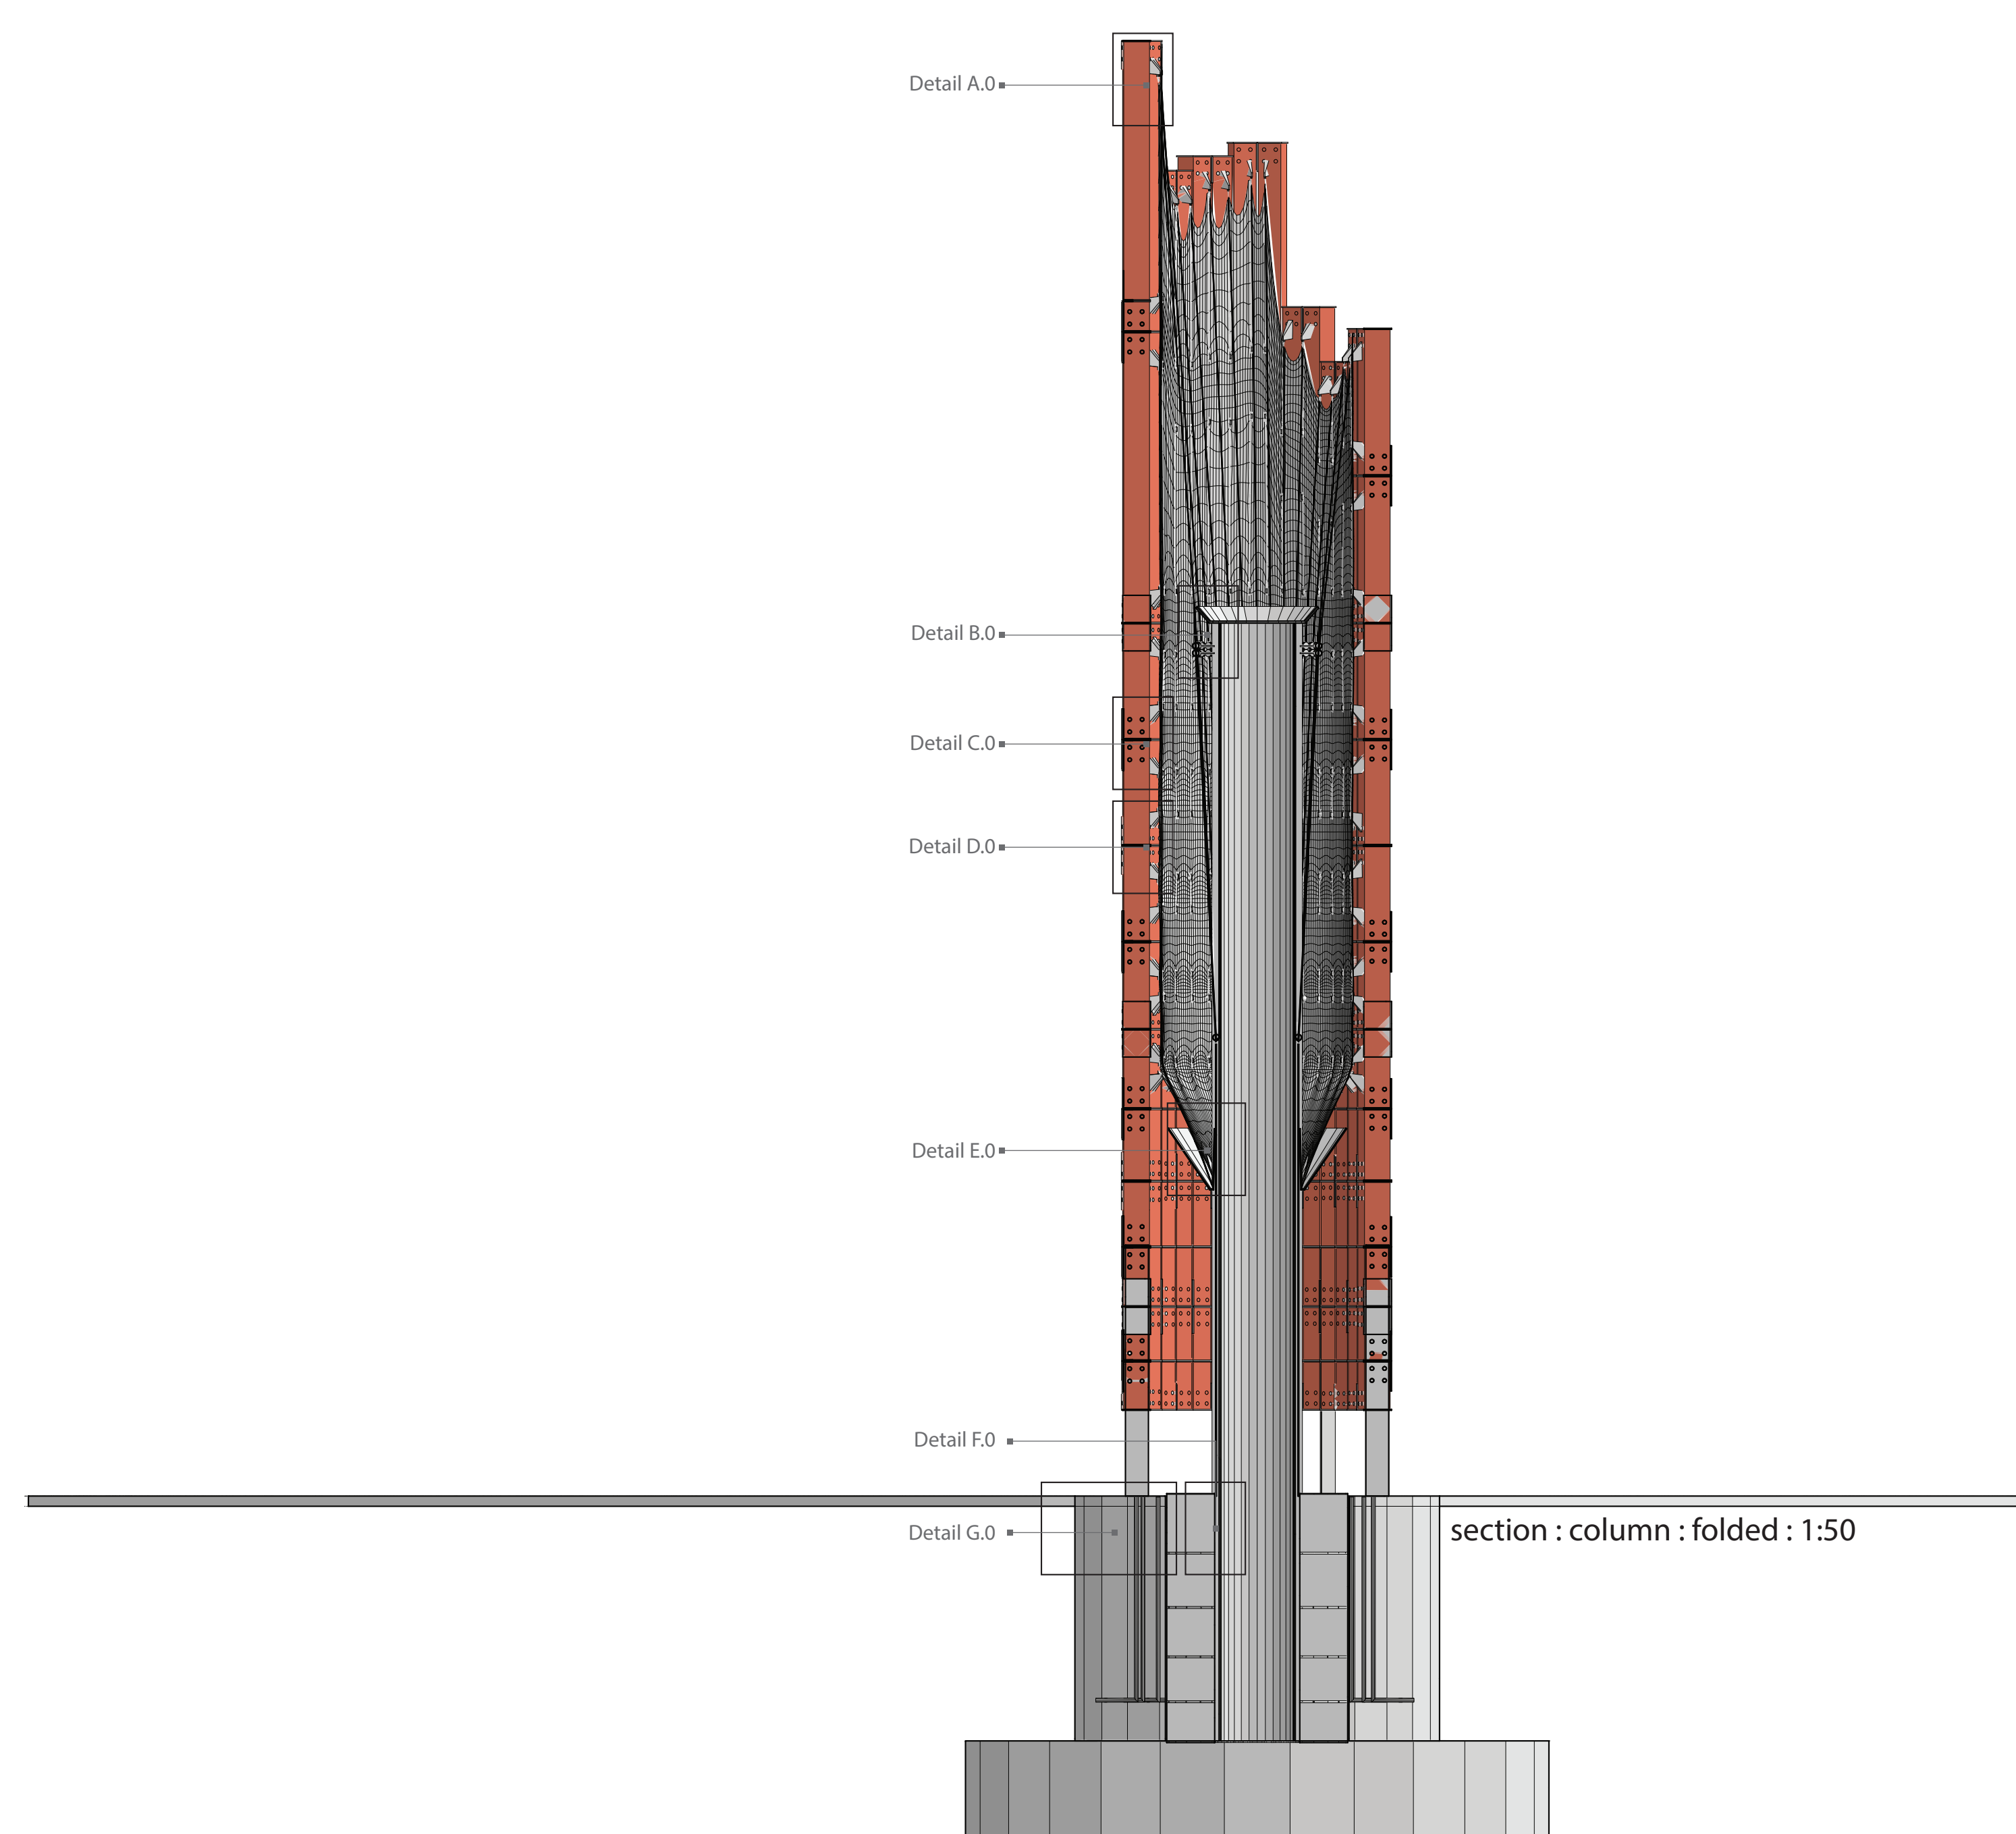 Detail A.0
Detail B.0
Detail C.0
Detail D.0
Detail E.0
Detail F.0
Detail G.0
section : column : folded : 1:50